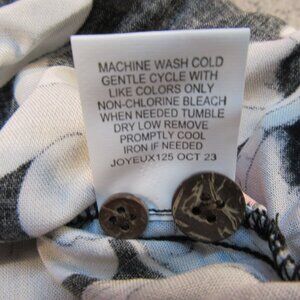 MACHINE WASH COLD
GENTLE CYCLE WITH
LIKE COLORS ONLY
NON-CHLORINE BLEACH
WHEN NEEDED TUMBLE
DRY LOW REMOVE
PROMPTLY COOL
IRON IF NEEDED
JOYEUX125 OCT 23